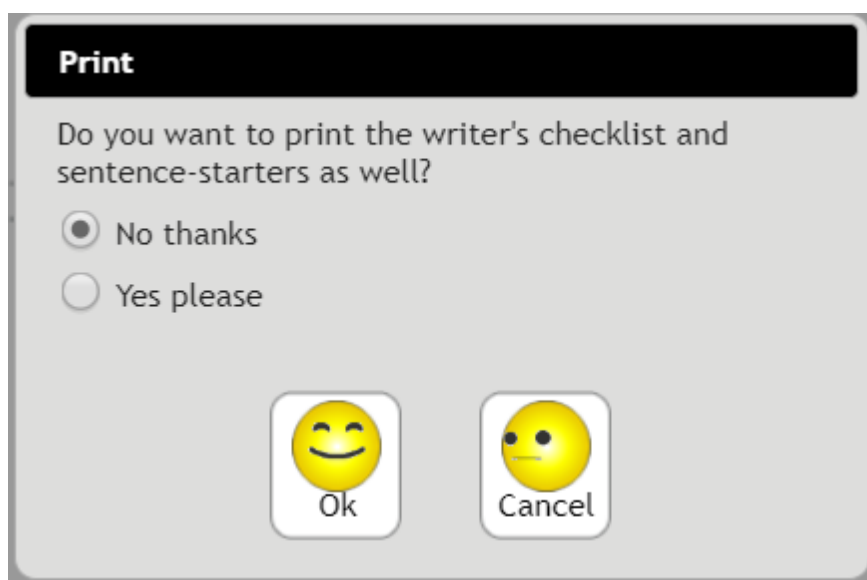 Print
Do you want to print the writer's checklist and
sentence-starters as well?
No thanks
Yes please
Ok
Cancel